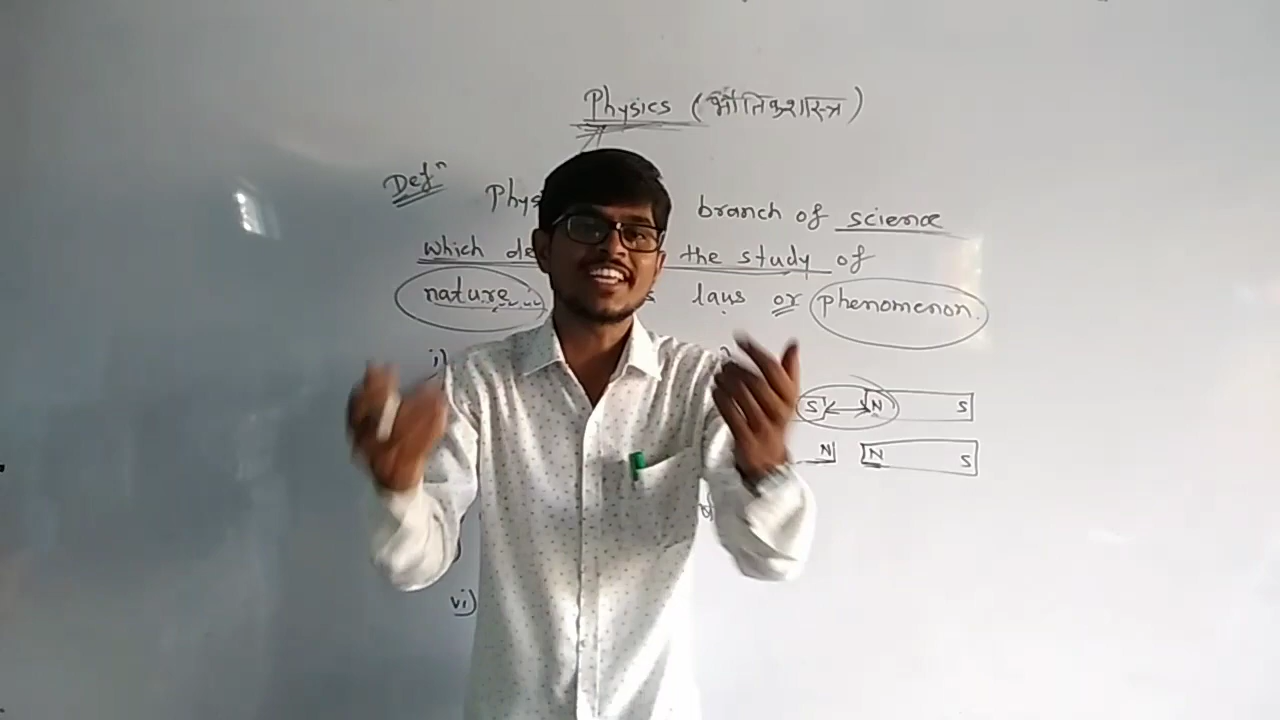 Physics (भौतिकशास्त्र)
Defⁿ Phys branch of science
which de the study of
nature s laws or phenomenon.
i)
S N S
N N S
vi)